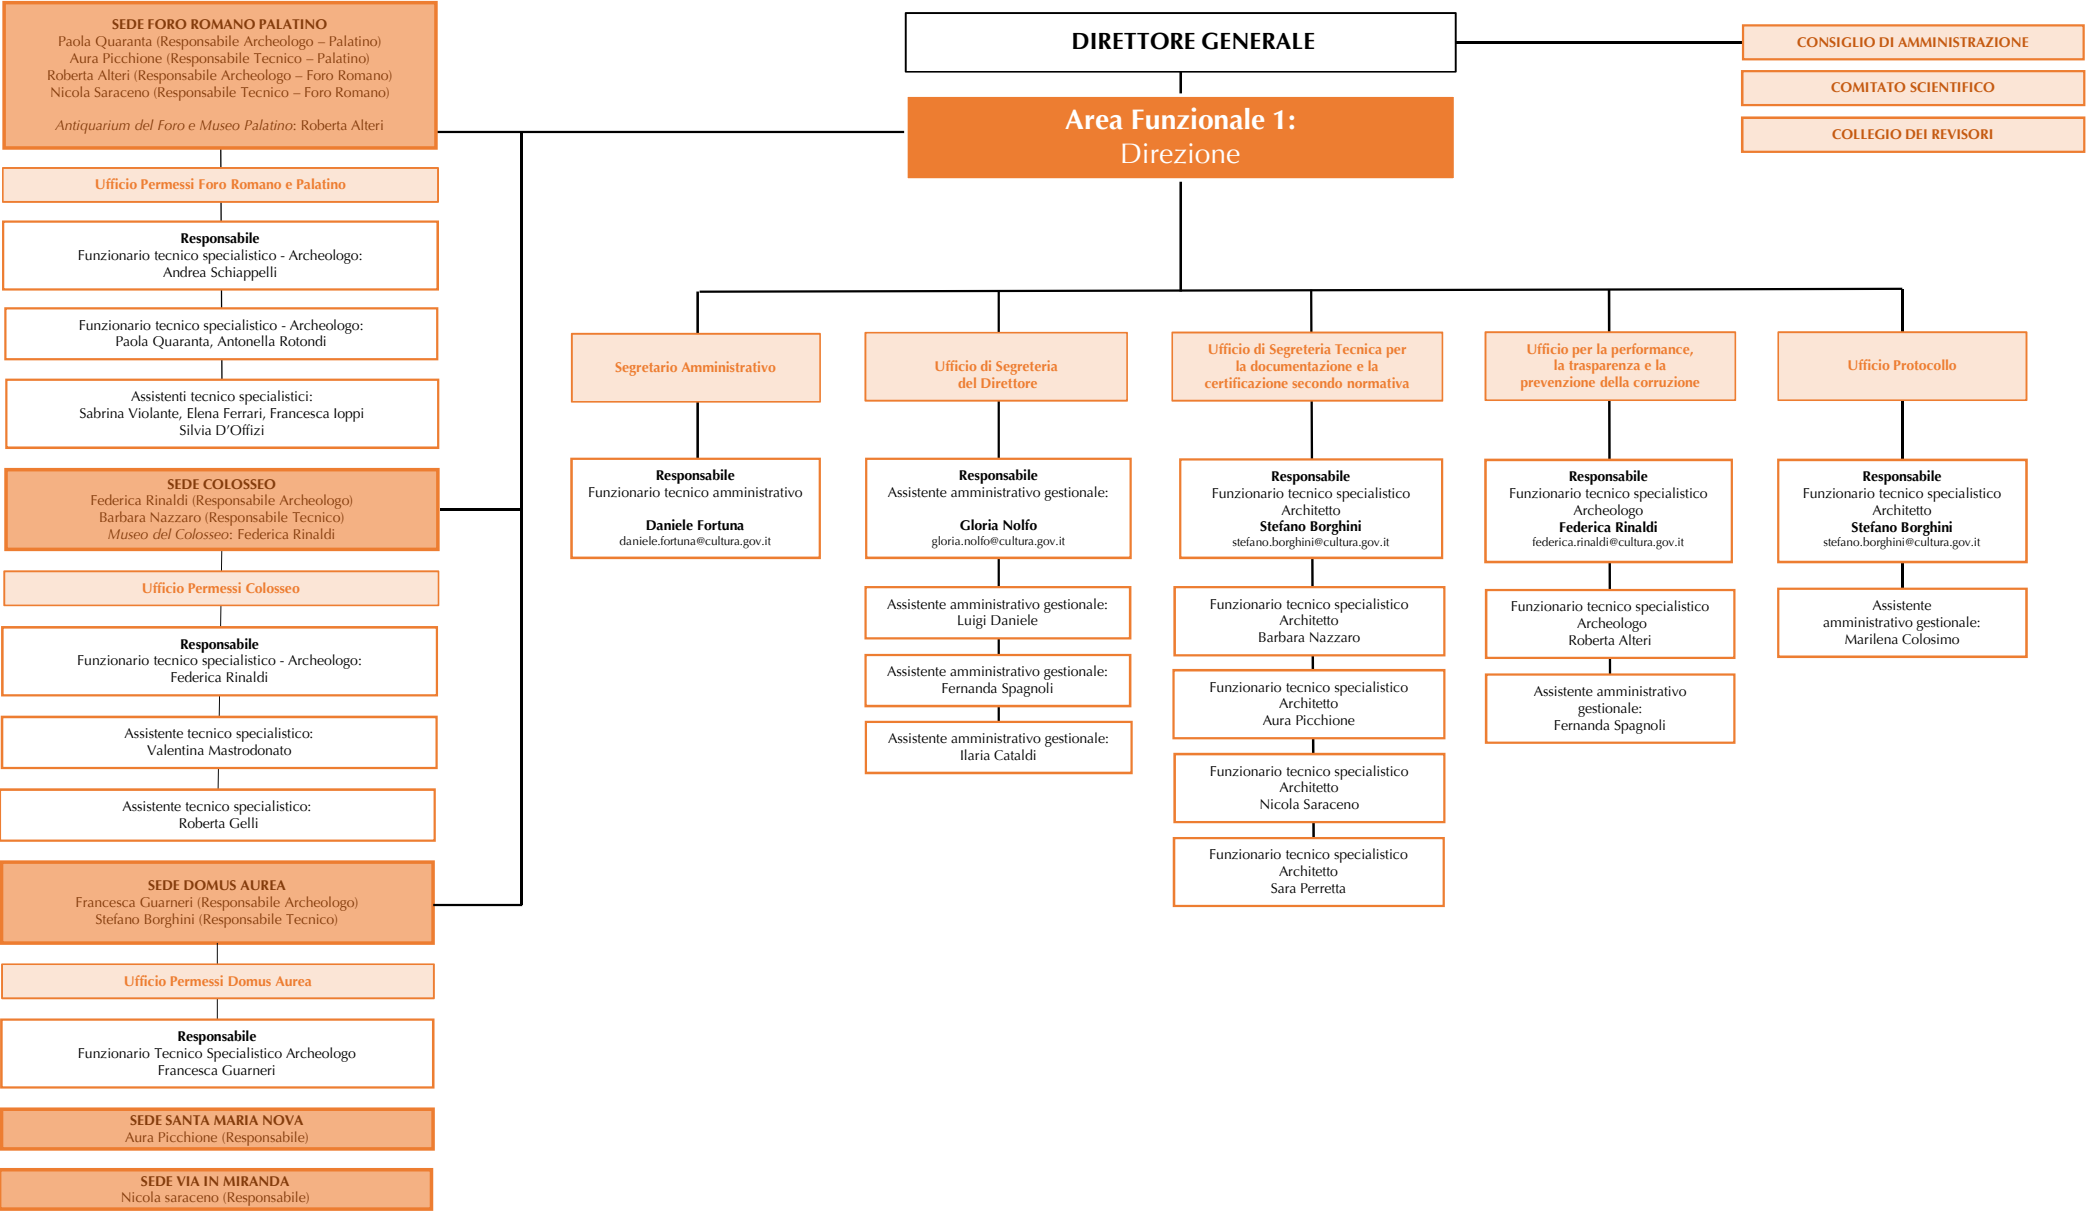 SEDE FORO ROMANO PALATINO
Paola Quaranta (Responsabile Archeologo – Palatino)
Aura Picchione (Responsabile Tecnico – Palatino)
Roberta Alteri (Responsabile Archeologo – Foro Romano)
Nicola Saraceno (Responsabile Tecnico – Foro Romano)
Antiquarium del Foro e Museo Palatino: Roberta Alteri
Ufficio Permessi Foro Romano e Palatino
Responsabile
Funzionario tecnico specialistico - Archeologo:
Andrea Schiappelli
Funzionario tecnico specialistico - Archeologo:
Paola Quaranta, Antonella Rotondi
Assistenti tecnico specialistici:
Sabrina Violante, Elena Ferrari, Francesca Ioppi
Silvia D'Offizi
SEDE COLOSSEO
Federica Rinaldi (Responsabile Archeologo)
Barbara Nazzaro (Responsabile Tecnico)
Museo del Colosseo: Federica Rinaldi
Ufficio Permessi Colosseo
Responsabile
Funzionario tecnico specialistico - Archeologo:
Federica Rinaldi
Assistente tecnico specialistico:
Valentina Mastrodonato
Assistente tecnico specialistico:
Roberta Gelli
SEDE DOMUS AUREA
Francesca Guarneri (Responsabile Archeologo)
Stefano Borghini (Responsabile Tecnico)
Ufficio Permessi Domus Aurea
Responsabile
Funzionario Tecnico Specialistico Archeologo
Francesca Guarneri
SEDE SANTA MARIA NOVA
Aura Picchione (Responsabile)
SEDE VIA IN MIRANDA
Nicola saraceno (Responsabile)
DIRETTORE GENERALE
Area Funzionale 1:
Direzione
CONSIGLIO DI AMMINISTRAZIONE
COMITATO SCIENTIFICO
COLLEGIO DEI REVISORI
Segretario Amministrativo
Responsabile
Funzionario tecnico amministrativo
Daniele Fortuna
daniele.fortuna@cultura.gov.it
Ufficio di Segreteria
del Direttore
Responsabile
Assistente amministrativo gestionale:
Gloria Nolfo
gloria.nolfo@cultura.gov.it
Assistente amministrativo gestionale:
Luigi Daniele
Assistente amministrativo gestionale:
Fernanda Spagnoli
Assistente amministrativo gestionale:
Ilaria Cataldi
Ufficio di Segreteria Tecnica per
la documentazione e la
certificazione secondo normativa
Responsabile
Funzionario tecnico specialistico
Architetto
Stefano Borghini
stefano.borghini@cultura.gov.it
Funzionario tecnico specialistico
Architetto
Barbara Nazzaro
Funzionario tecnico specialistico
Architetto
Aura Picchione
Funzionario tecnico specialistico
Architetto
Nicola Saraceno
Funzionario tecnico specialistico
Architetto
Sara Perretta
Ufficio per la performance,
la trasparenza e la
prevenzione della corruzione
Responsabile
Funzionario tecnico specialistico
Archeologo
Federica Rinaldi
federica.rinaldi@cultura.gov.it
Funzionario tecnico specialistico
Archeologo
Roberta Alteri
Assistente amministrativo
gestionale:
Fernanda Spagnoli
Ufficio Protocollo
Responsabile
Funzionario tecnico specialistico
Architetto
Stefano Borghini
stefano.borghini@cultura.gov.it
Assistente
amministrativo gestionale:
Marilena Colosimo